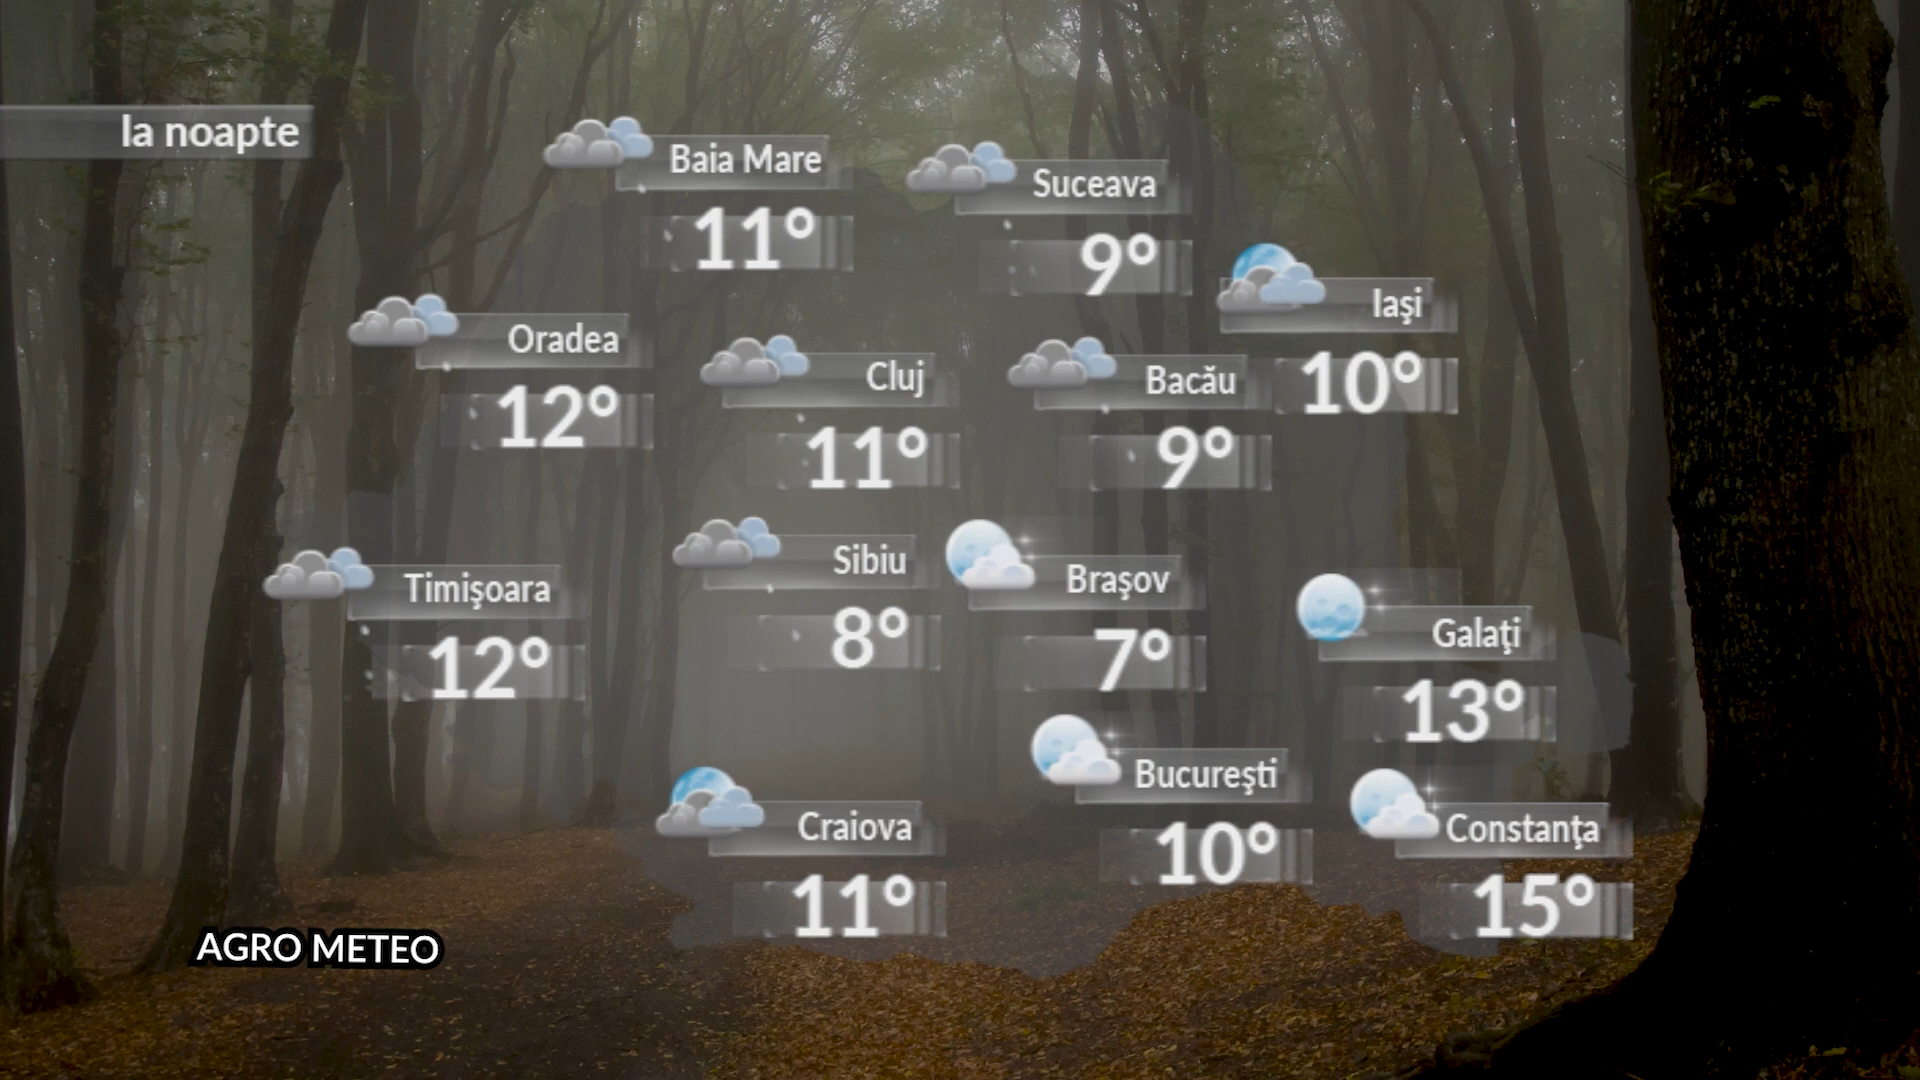 la noapte
Baia Mare
11°
Suceava
9°
Iaşi
10°
Oradea
12°
Cluj
11°
Bacău
9°
Timişoara
12°
Sibiu
8°
Braşov
7°
Galaţi
13°
Bucureşti
10°
Craiova
11°
Constanţa
15°
AGRO METEO